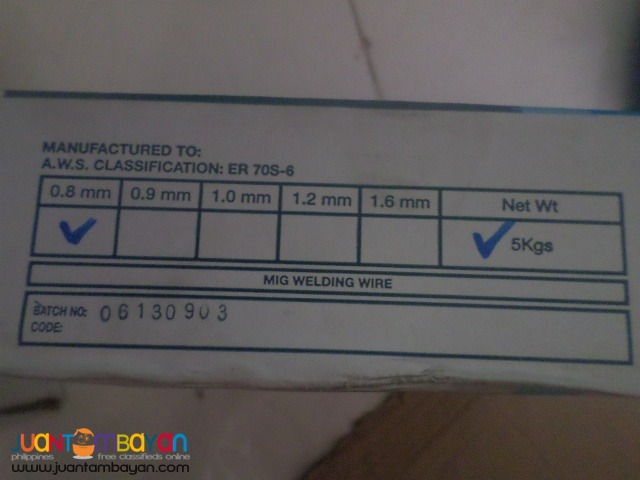 MANUFACTURED TO:
A.W.S. CLASSIFICATION: ER 70S-6
0.8 mm 0.9 mm 1.0 mm 1.2 mm 1.6 mm Net Wt
5Kgs
MIG WELDING WIRE
BATCH NO: 06130903
CODE:
JUANTAMBAYAN
philippines free classifieds online
www.juantambayan.com